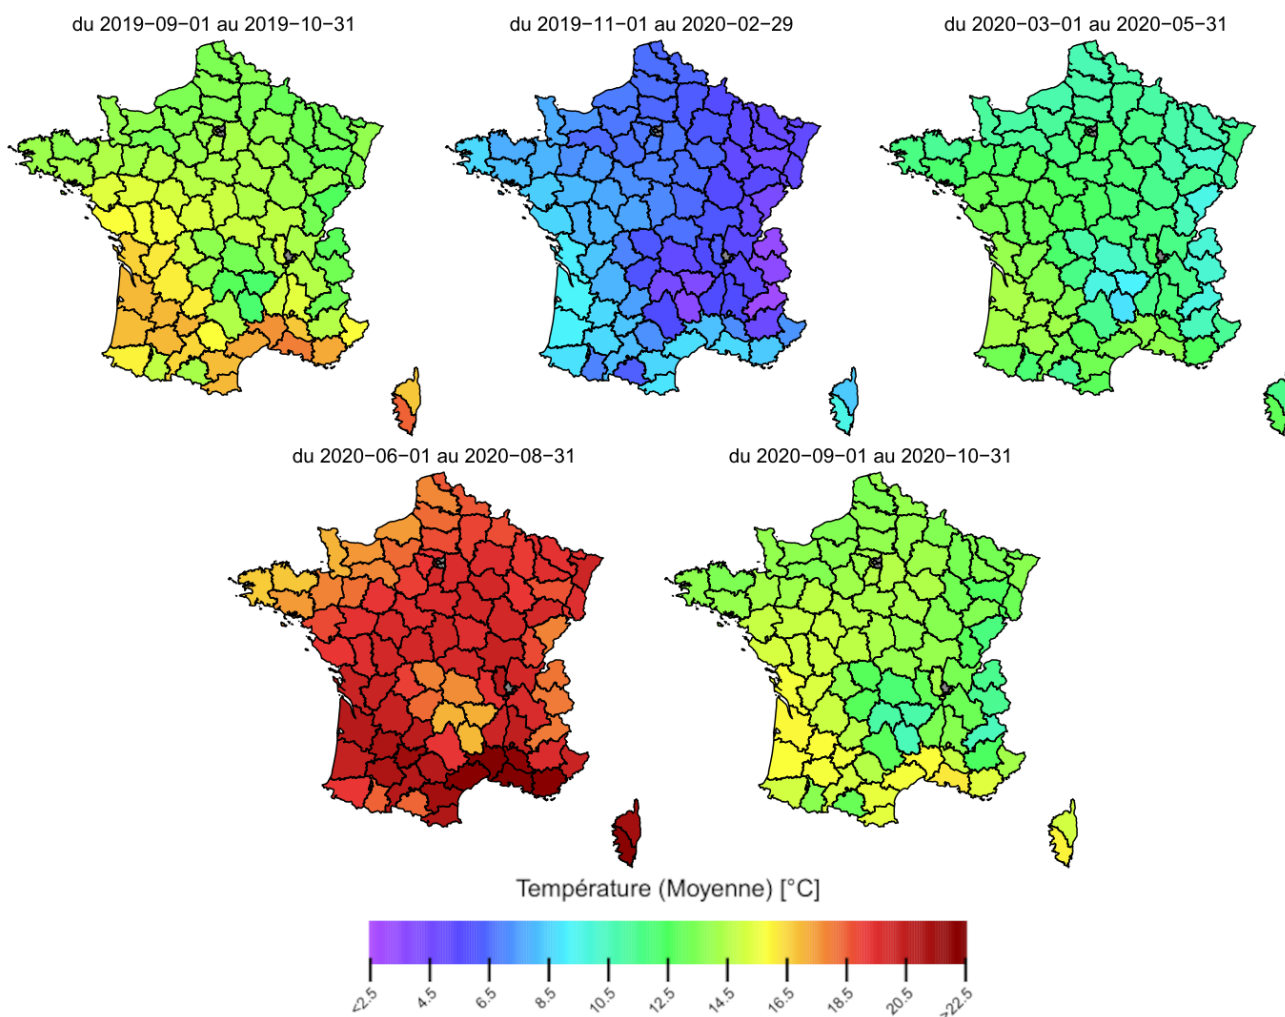 du 2019−09−01 au 2019−10−31
du 2019−11−01 au 2020−02−29
du 2020−03−01 au 2020−05−31
du 2020−06−01 au 2020−08−31
du 2020−09−01 au 2020−10−31
Température (Moyenne) [°C]
<2.5 4.5 6.5 8.5 10.5 12.5 14.5 16.5 18.5 20.5 >22.5